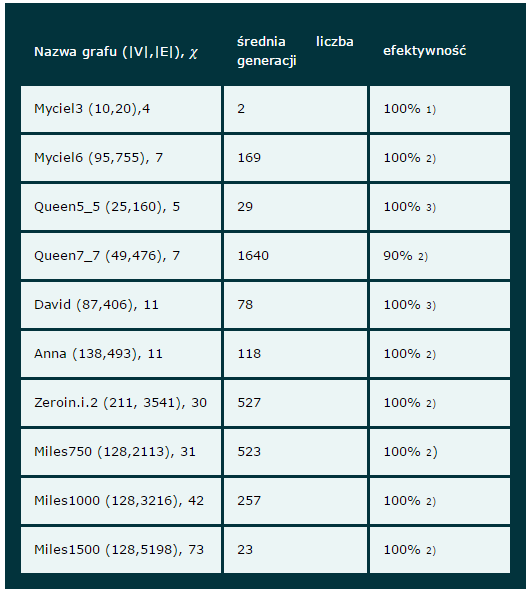 Nazwa grafu (|V|,|E|), χ
średnia liczba
generacji
efektywność
Myciel3 (10,20),4
2
100% 1)
Myciel6 (95,755), 7
169
100% 2)
Queen5_5 (25,160), 5
29
100% 3)
Queen7_7 (49,476), 7
1640
90% 2)
David (87,406), 11
78
100% 3)
Anna (138,493), 11
118
100% 2)
Zeroin.i.2 (211, 3541), 30
527
100% 2)
Miles750 (128,2113), 31
523
100% 2)
Miles1000 (128,3216), 42
257
100% 2)
Miles1500 (128,5198), 73
23
100% 2)